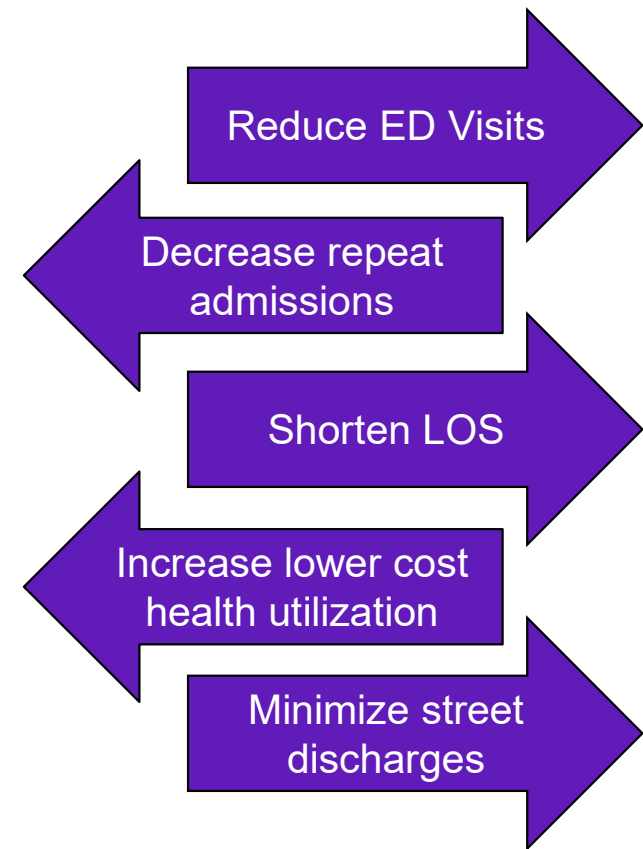 Reduce ED Visits
Decrease repeat
admissions
Shorten LOS
Increase lower cost
health utilization
Minimize street
discharges